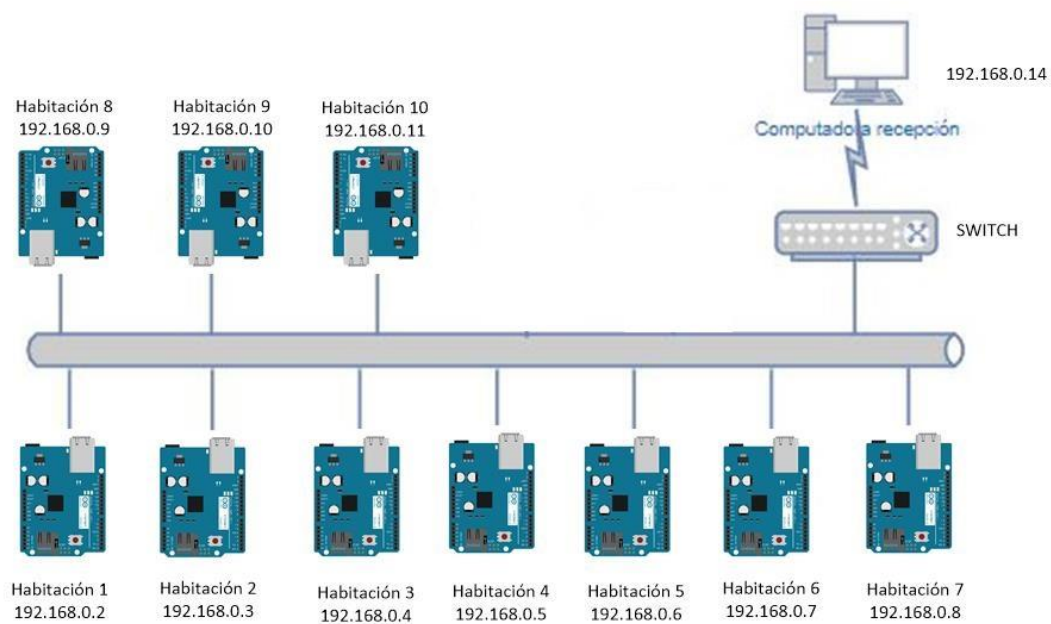 192.168.0.14
Habitación 8
192.168.0.9
Habitación 9
192.168.0.10
Habitación 10
192.168.0.11
Computadora recepción
SWITCH
Habitación 1
192.168.0.2
Habitación 2
192.168.0.3
Habitación 3
192.168.0.4
Habitación 4
192.168.0.5
Habitación 5
192.168.0.6
Habitación 6
192.168.0.7
Habitación 7
192.168.0.8